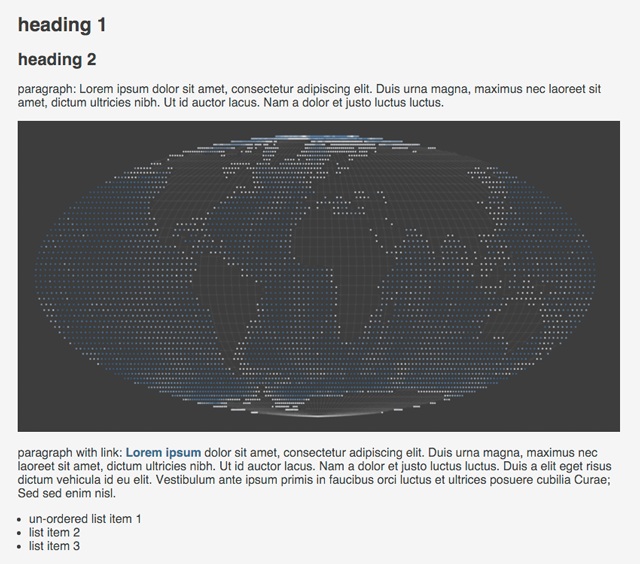 heading 1
heading 2
paragraph: Lorem ipsum dolor sit amet, consectetur adipiscing elit. Duis urna magna, maximus nec laoreet sit
amet, dictum ultricies nibh. Ut id auctor lacus. Nam a dolor et justo luctus luctus.
paragraph with link: Lorem ipsum dolor sit amet, consectetur adipiscing elit. Duis urna magna, maximus nec
laoreet sit amet, dictum ultricies nibh. Ut id auctor lacus. Nam a dolor et justo luctus luctus. Duis a elit eget risus
dictum vehicula id eu elit. Vestibulum ante ipsum primis in faucibus orci luctus et ultrices posuere cubilia Curae;
Sed sed enim nisl.
• un-ordered list item 1
• list item 2
• list item 3